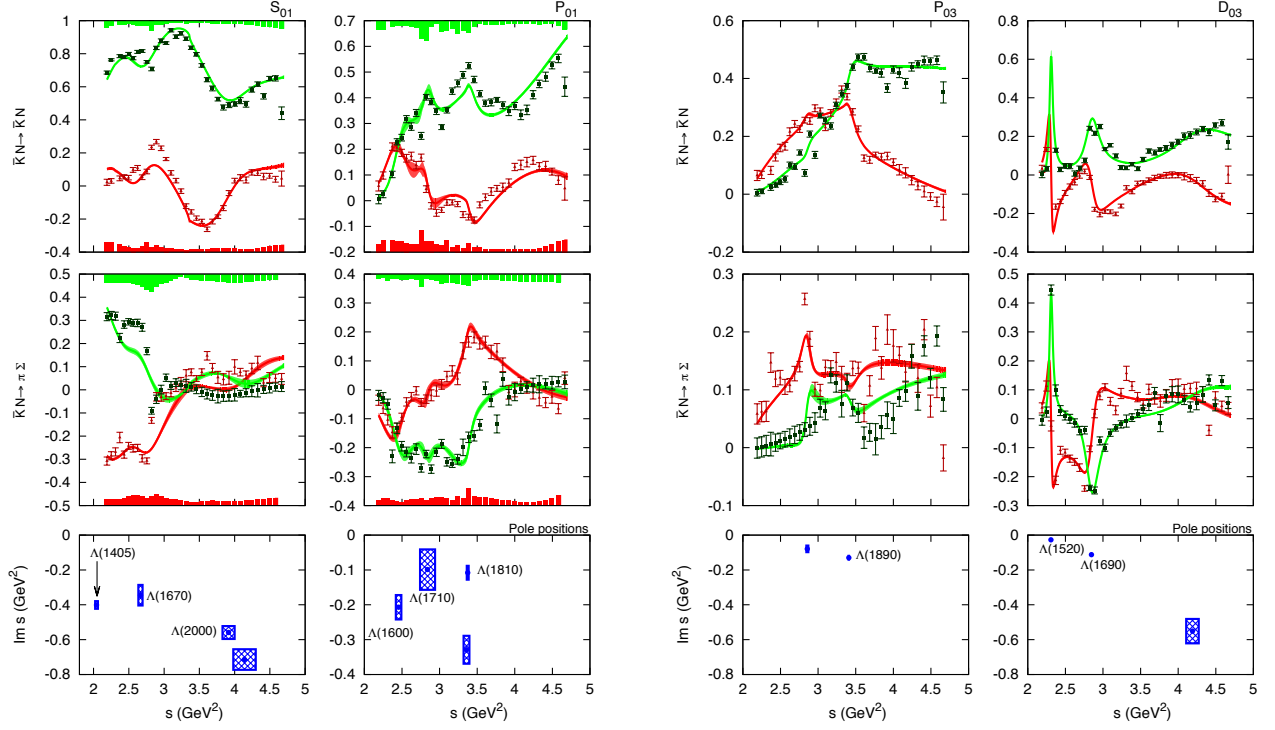 S01
P01
P03
D03
K̄ N→ K̄ N
1
0.8
0.6
0.4
0.2
0
-0.2
-0.4
0.7
0.6
0.5
0.4
0.3
0.2
0.1
0
-0.1
-0.2
K̄ N→ K̄ N
0.6
0.4
0.2
0
-0.2
0.8
0.6
0.4
0.2
0
-0.2
-0.4
K̄ N→ π Σ
0.5
0.4
0.3
0.2
0.1
0
-0.1
-0.2
-0.3
-0.4
-0.5
0.4
0.3
0.2
0.1
0
-0.1
-0.2
-0.3
-0.4
K̄ N→ π Σ
0.3
0.2
0.1
0
-0.1
0.5
0.4
0.3
0.2
0.1
0
-0.1
-0.2
-0.3
Pole positions
Pole positions
Im s (GeV²)
0
-0.2
-0.4
-0.6
-0.8
Λ(1405)
Λ(1670)
Λ(2000)
2 2.5 3 3.5 4 4.5 5
s (GeV²)
0
-0.1
-0.2
-0.3
-0.4
Λ(1810)
Λ(1710)
Λ(1600)
2 2.5 3 3.5 4 4.5 5
s (GeV²)
Im s (GeV²)
0
-0.2
-0.4
-0.6
-0.8
Λ(1890)
2 2.5 3 3.5 4 4.5 5
s (GeV²)
0
-0.2
-0.4
-0.6
-0.8
Λ(1520)
Λ(1690)
2 2.5 3 3.5 4 4.5 5
s (GeV²)